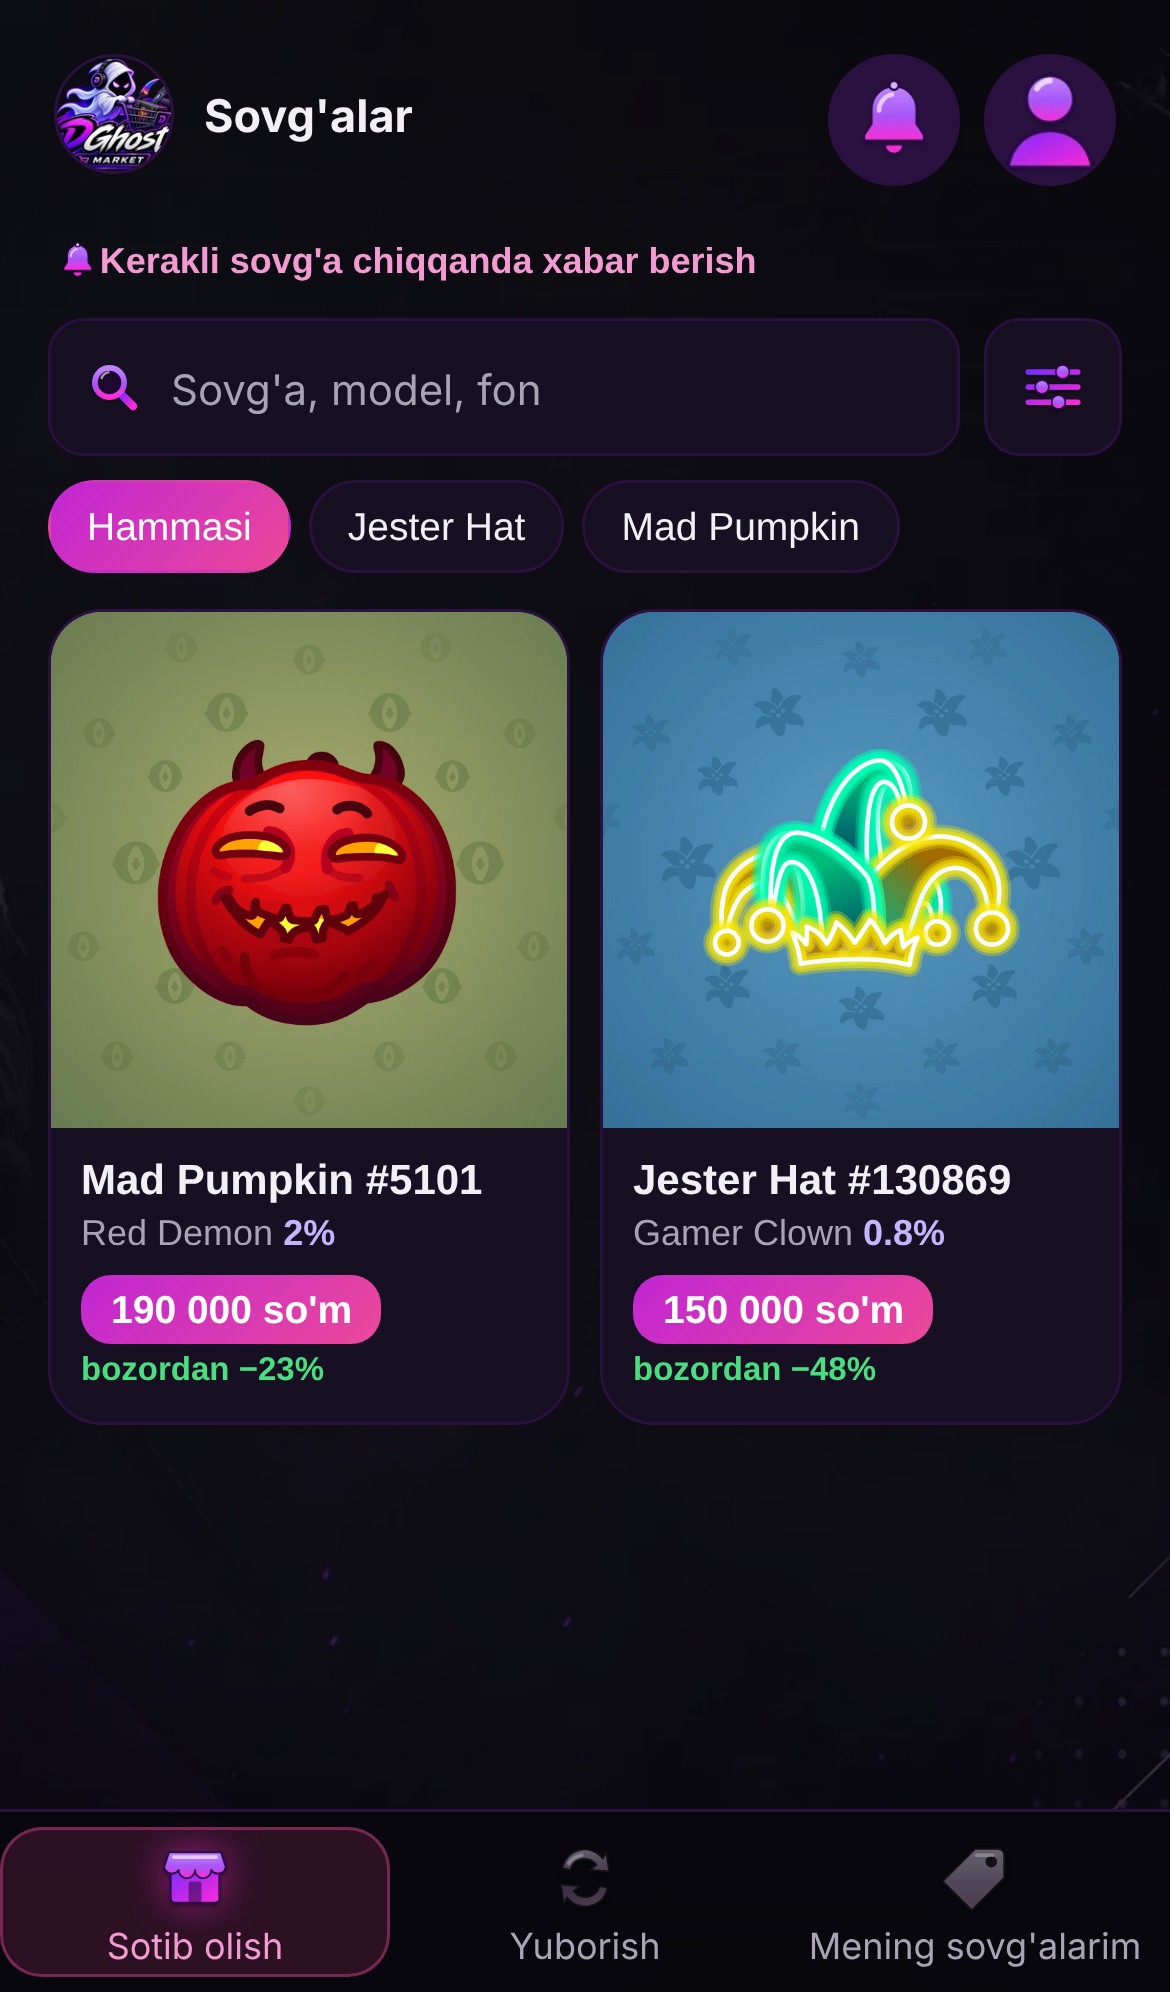 DGhost
MARKET
Sovg'alar
Kerakli sovg'a chiqqanda xabar berish
Sovg'a, model, fon
Hammasi
Jester Hat
Mad Pumpkin
Mad Pumpkin #5101
Red Demon 2%
190 000 so'm
bozordan −23%
Jester Hat #130869
Gamer Clown 0.8%
150 000 so'm
bozordan −48%
Sotib olish
Yuborish
Mening sovg'alarim